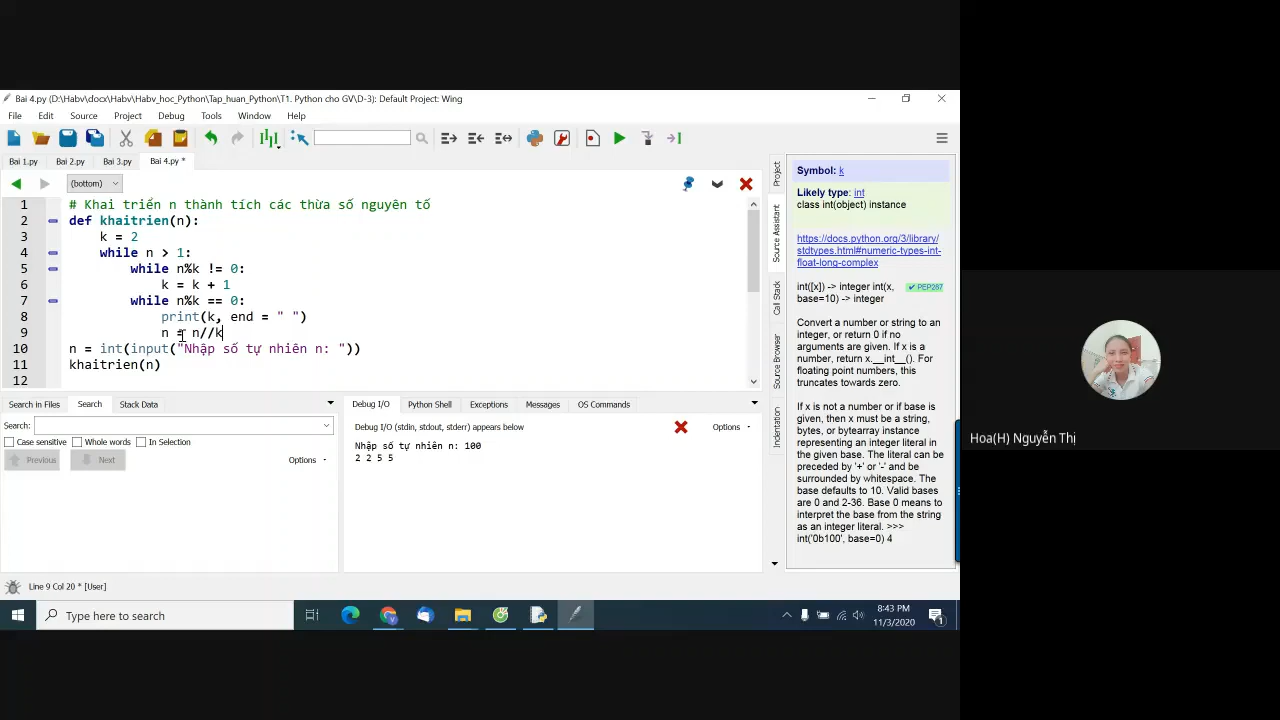 Bai 4.py (D:\Habv\docx\Habv\Habv_hoc_Python\Tap_huan_Python\T1. Python cho GV\D-3): Default Project: Wing
File Edit Source Project Debug Tools Window Help
Bai 1.py Bai 2.py Bai 3.py Bai 4.py *
(bottom)
1 # Khai triển n thành tích các thừa số nguyên tố
2 def khaitrien(n):
3 k = 2
4 while n > 1:
5 while n%k != 0:
6 k = k + 1
7 while n%k == 0:
8 print(k, end = " ")
9 n = n//k
10 n = int(input("Nhập số tự nhiên n: "))
11 khaitrien(n)
12
Search in Files Search Stack Data
Search:
Case sensitive Whole words In Selection
Previous Next Options
Debug I/O Python Shell Exceptions Messages OS Commands
Debug I/O (stdin, stdout, stderr) appears below
Options
Nhập số tự nhiên n: 100
2 2 5 5
Project
Source Assistant
Call Stack
Source Browser
Indentation
Symbol: k
Likely type: int
class int(object) instance
https://docs.python.org/3/library/
stdtypes.html#numeric-types-int-
float-long-complex
int([x]) -> integer int(x,
base=10) -> integer
✔ PEP287
Convert a number or string to an
integer, or return 0 if no
arguments are given. If x is a
number, return x.__int__(). For
floating point numbers, this
truncates towards zero.
If x is not a number or if base is
given, then x must be a string,
bytes, or bytearray instance
representing an integer literal in
the given base. The literal can be
preceded by '+' or '-' and be
surrounded by whitespace. The
base defaults to 10. Valid bases
are 0 and 2-36. Base 0 means to
interpret the base from the string
as an integer literal. >>>
int('0b100', base=0) 4
Line 9 Col 20 * [User]
Type here to search
8:43 PM
11/3/2020
1
Hoa(H) Nguyễn Thị